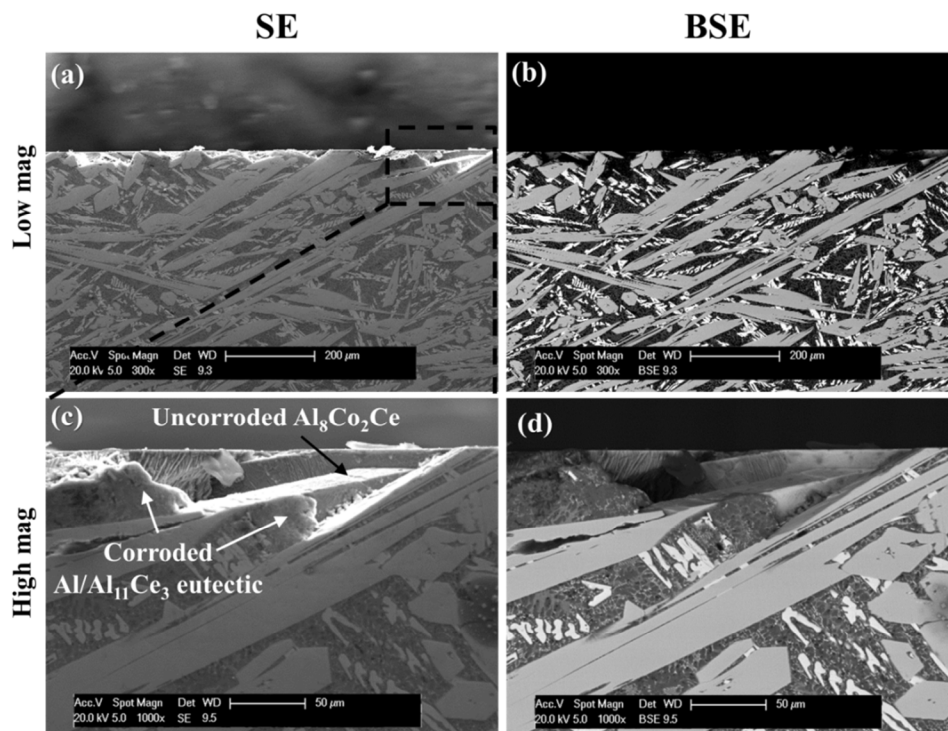 SE
BSE
Low mag
High mag
(a)
Acc.V Spot Magn Det WD 200 µm
20.0 kV 5.0 300x SE 9.3
(b)
Acc.V Spot Magn Det WD 200 µm
20.0 kV 5.0 300x BSE 9.3
(c)
Uncorroded Al₈Co₂Ce
Corroded
Al/Al₁₁Ce₃ eutectic
Acc.V Spot Magn Det WD 50 µm
20.0 kV 5.0 1000x SE 9.5
(d)
Acc.V Spot Magn Det WD 50 µm
20.0 kV 5.0 1000x BSE 9.5